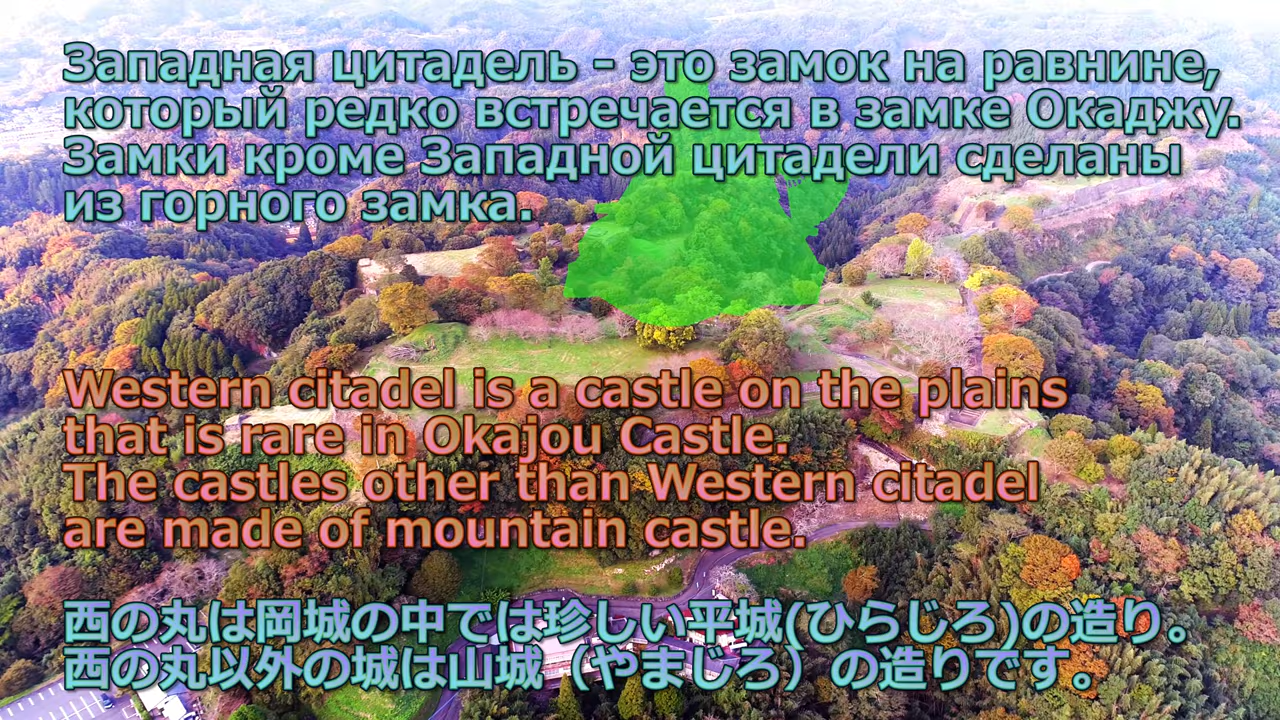 Западная цитадель - это замок на равнине,
который редко встречается в замке Окаджу.
Замки кроме Западной цитадели сделаны
из горного замка.
Western citadel is a castle on the plains
that is rare in Okajou Castle.
The castles other than Western citadel
are made of mountain castle.
西の丸は岡城の中では珍しい平城(ひらじろ)の造り。
西の丸以外の城は山城（やまじろ）の造りです。